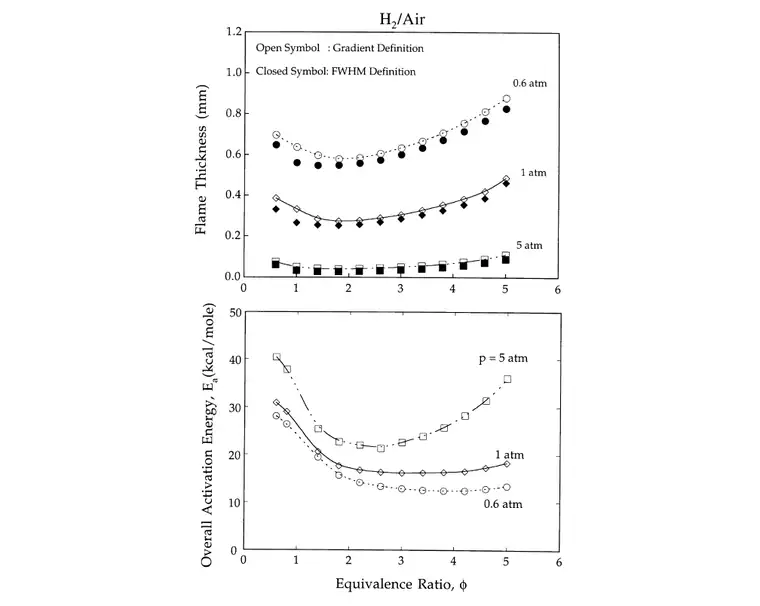 H₂/Air
1.2
Open Symbol : Gradient Definition
1.0
Closed Symbol: FWHM Definition
0.6 atm
0.8
0.6
1 atm
0.4
0.2
5 atm
0.0
Flame Thickness (mm)
0 1 2 3 4 5 6
50
40
p = 5 atm
30
20
1 atm
10
0.6 atm
0
Overall Activation Energy, Eₐ(kcal/mole)
0 1 2 3 4 5 6
Equivalence Ratio, ϕ